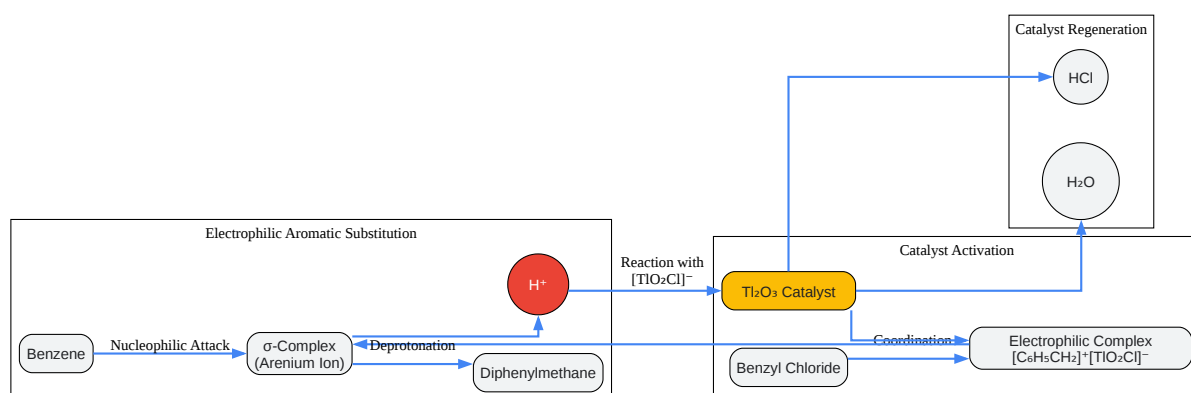 Catalyst Regeneration
HCl
H₂O
Electrophilic Aromatic Substitution
Catalyst Activation
H⁺
Reaction with
[TlO₂Cl]⁻
Tl₂O₃ Catalyst
Benzene
Nucleophilic Attack
σ-Complex
(Arenium Ion)
Deprotonation
Diphenylmethane
Coordination
Benzyl Chloride
Electrophilic Complex
[C₆H₅CH₂]⁺[TlO₂Cl]⁻